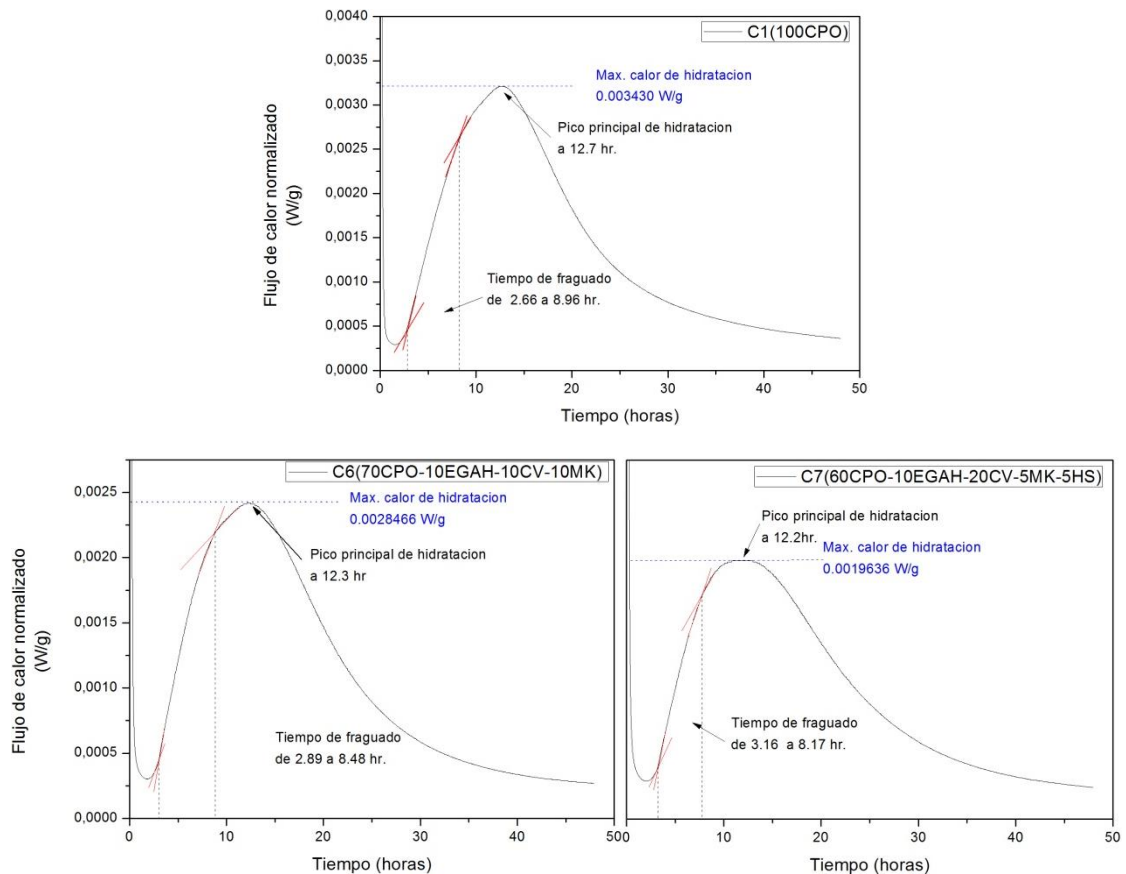 0,0040
C1(100CPO)
0,0035
Max. calor de hidratacion
0.003430 W/g
0,0030
Pico principal de hidratacion
a 12.7 hr.
0,0025
Flujo de calor normalizado
(W/g)
0,0020
0,0015
Tiempo de fraguado
de 2.66 a 8.96 hr.
0,0010
0,0005
0,0000
0 10 20 30 40 50
Tiempo (horas)
C6(70CPO-10EGAH-10CV-10MK)
0,0025
Max. calor de hidratacion
0.0028466 W/g
Pico principal de hidratacion
a 12.3 hr
0,0020
Flujo de calor normalizado
(W/g)
0,0015
0,0010
Tiempo de fraguado
de 2.89 a 8.48 hr.
0,0005
0,0000
0 10 20 30 40 50
Tiempo (horas)
C7(60CPO-10EGAH-20CV-5MK-5HS)
Pico principal de hidratacion
a 12.2hr.
Max. calor de hidratacion
0.0019636 W/g
Tiempo de fraguado
de 3.16 a 8.17 hr.
10 20 30 40 50
Tiempo (horas)